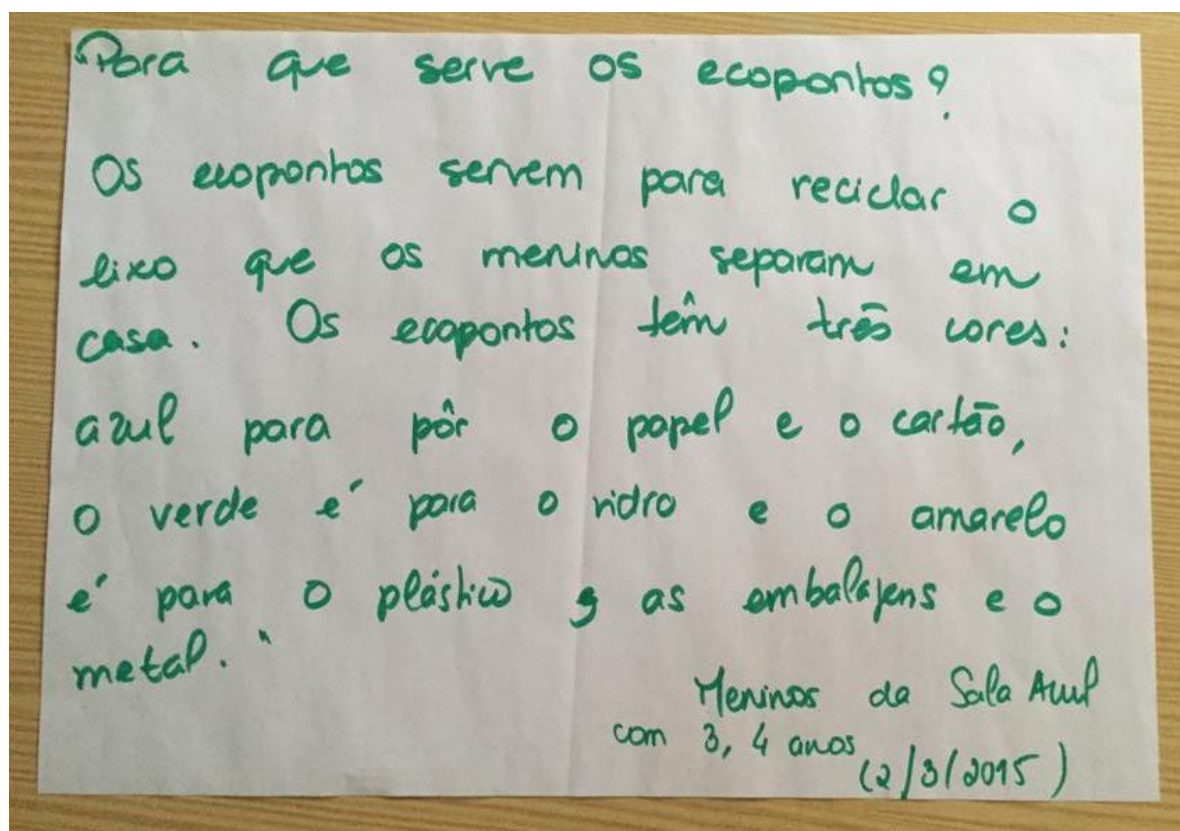 "Para que serve os ecopontos?
Os ecopontos servem para reciclar o
lixo que os meninos separam em
casa. Os ecopontos têm três cores:
azul para pôr o papel e o cartão,
o verde é para o vidro e o amarelo
é para o plástico, as embalajens e o
metal."
Meninos da Sala Azul
com 3, 4 anos
(2/3/2015)